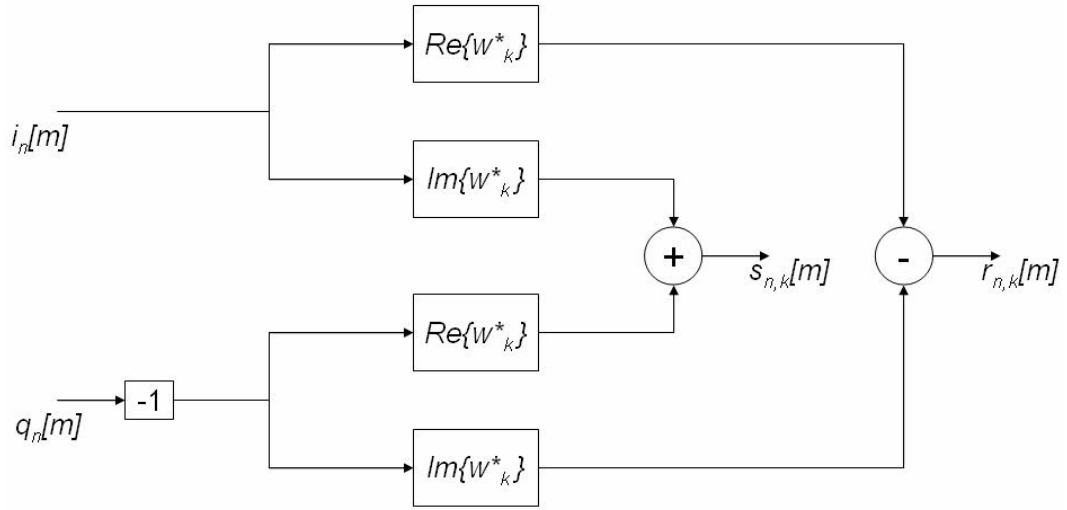 Re{w*k}
in[m]
Im{w*k}
+
sn,k[m]
-
rn,k[m]
Re{w*k}
-1
qn[m]
Im{w*k}